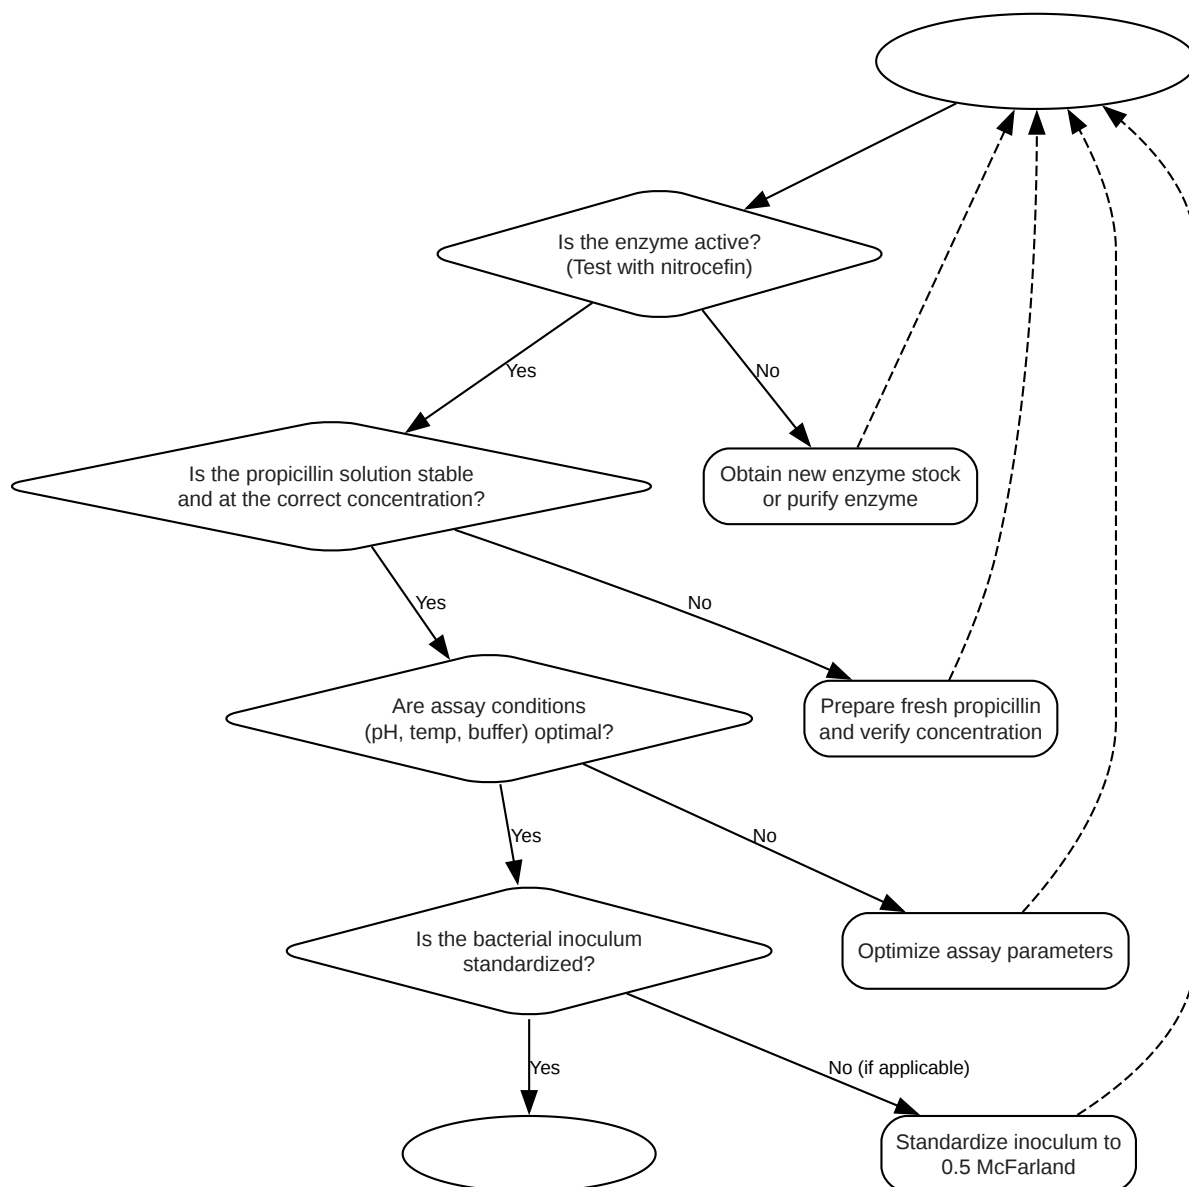 Is the enzyme active?
(Test with nitrocefin)
Yes
No
Is the propicillin solution stable
and at the correct concentration?
Obtain new enzyme stock
or purify enzyme
Yes
No
Are assay conditions
(pH, temp, buffer) optimal?
Prepare fresh propicillin
and verify concentration
Yes
No
Is the bacterial inoculum
standardized?
Optimize assay parameters
Yes
No (if applicable)
Standardize inoculum to
0.5 McFarland